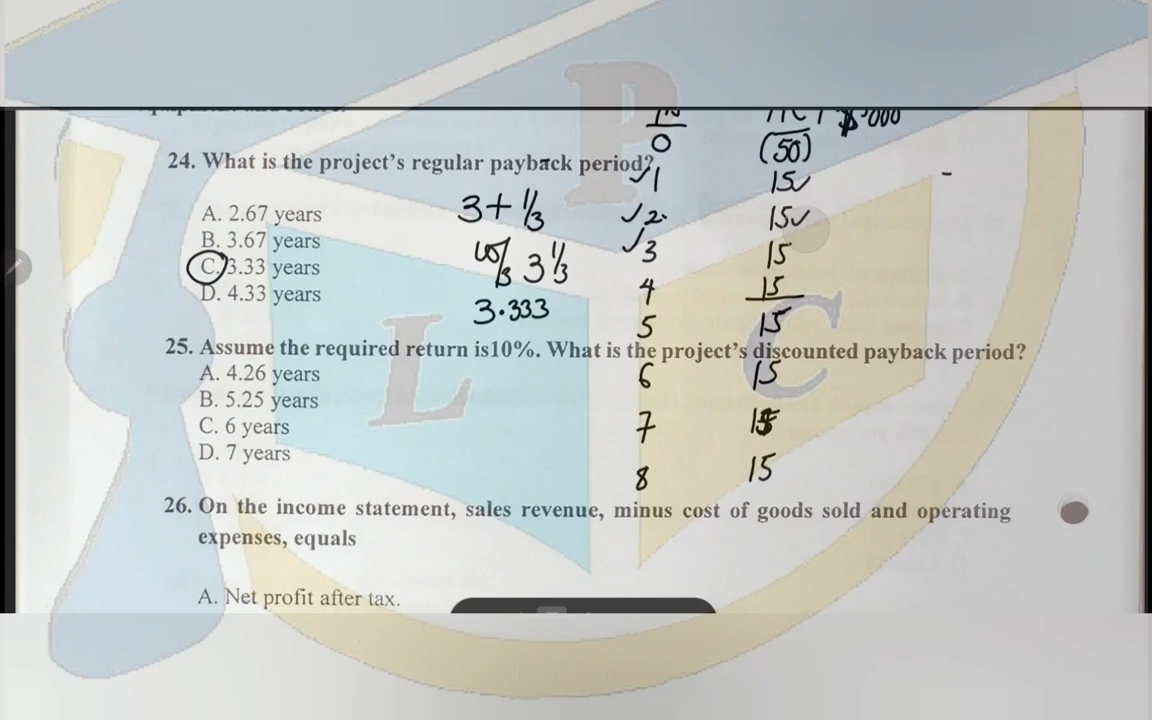 0 (50)
24. What is the project's regular payback period?
1 15
A. 2.67 years 3+ 1/3 2 15
B. 3.67 years 3 1/3 3 15
C. 3.33 years
D. 4.33 years 3.333 4 15
5 15
25. Assume the required return is10%. What is the project's discounted payback period?
A. 4.26 years 6 15
B. 5.25 years
C. 6 years 7 15
D. 7 years 8 15
26. On the income statement, sales revenue, minus cost of goods sold and operating
expenses, equals
A. Net profit after tax.
P
L C